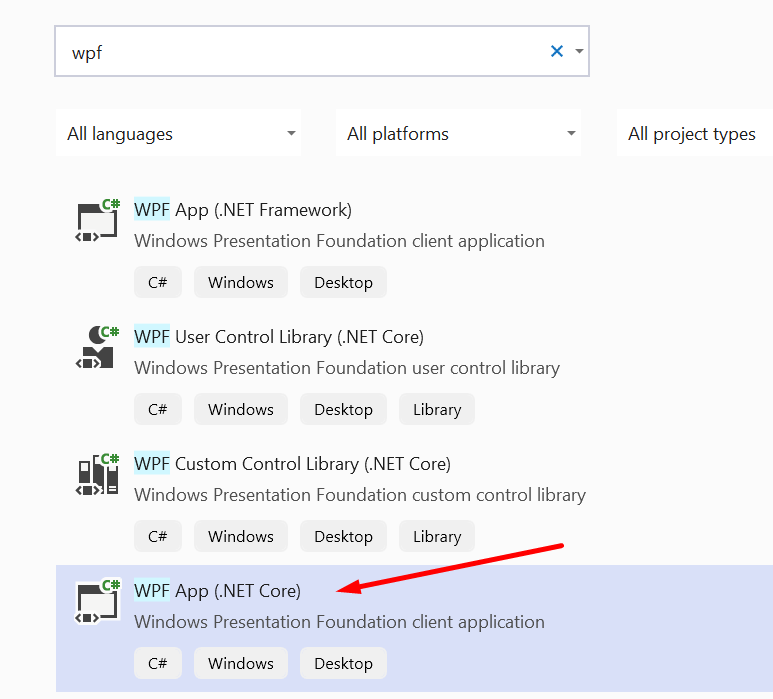 wpf
All languages
All platforms
All project types
C#
WPF App (.NET Framework)
Windows Presentation Foundation client application
C# Windows Desktop
C#
WPF User Control Library (.NET Core)
Windows Presentation Foundation user control library
C# Windows Desktop Library
C#
WPF Custom Control Library (.NET Core)
Windows Presentation Foundation custom control library
C# Windows Desktop Library
C#
WPF App (.NET Core)
Windows Presentation Foundation client application
C# Windows Desktop